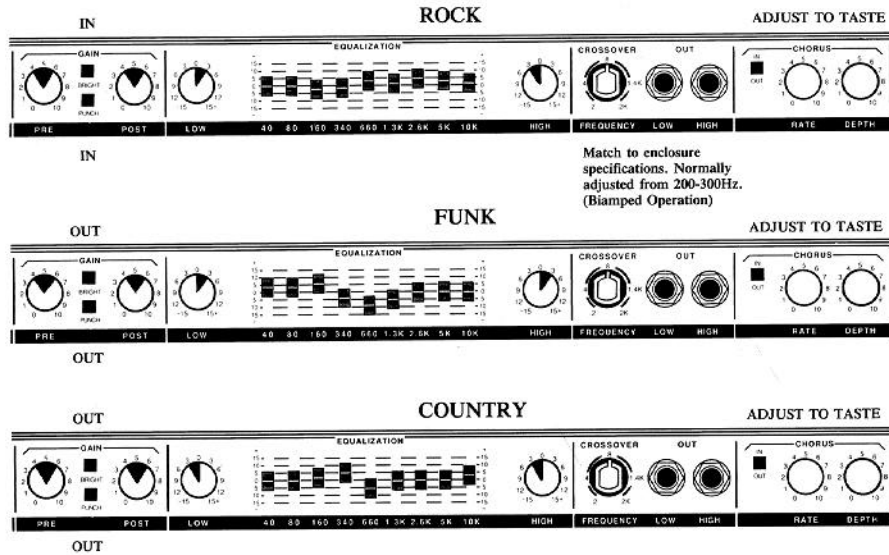 ROCK
IN
ADJUST TO TASTE
GAIN
EQUALIZATION
CROSSOVER
OUT
CHORUS
BRIGHT
PUNCH
IN
OUT
PRE
POST
LOW
40 80 160 340 660 1.3K 2.6K 5K 10K
HIGH
FREQUENCY
LOW
HIGH
RATE
DEPTH
IN
Match to enclosure
specifications. Normally
adjusted from 200-300Hz.
(Biamped Operation)
FUNK
OUT
ADJUST TO TASTE
GAIN
EQUALIZATION
CROSSOVER
OUT
CHORUS
BRIGHT
PUNCH
IN
OUT
PRE
POST
LOW
40 80 160 340 660 1.3K 2.6K 5K 10K
HIGH
FREQUENCY
LOW
HIGH
RATE
DEPTH
OUT
COUNTRY
OUT
ADJUST TO TASTE
GAIN
EQUALIZATION
CROSSOVER
OUT
CHORUS
BRIGHT
PUNCH
IN
OUT
PRE
POST
LOW
40 80 160 340 660 1.3K 2.6K 5K 10K
HIGH
FREQUENCY
LOW
HIGH
RATE
DEPTH
OUT